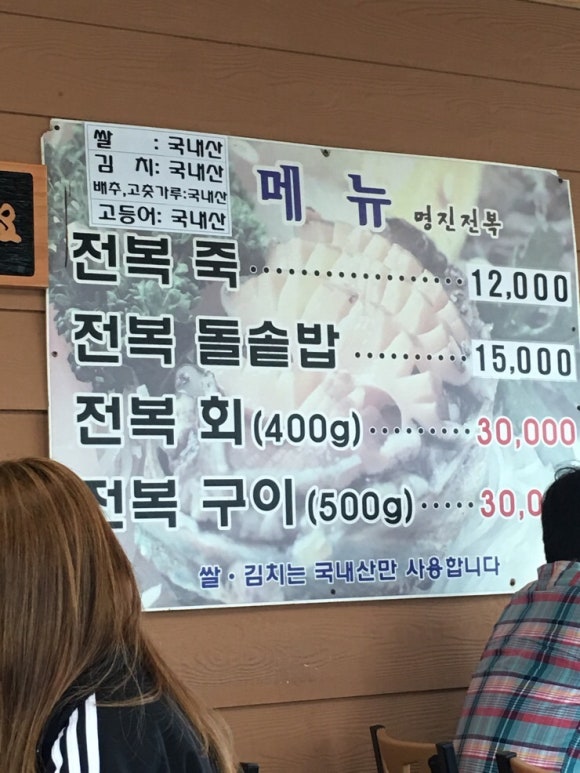 쌀 : 국내산
김 치: 국내산
배추,고춧가루:국내산
고등어: 국내산
메 뉴 명진전복
전복 죽 12,000
전복 돌솥밥 15,000
전복 회 (400g) 30,000
전복 구이 (500g)
쌀·김치는 국내산만 사용합니다